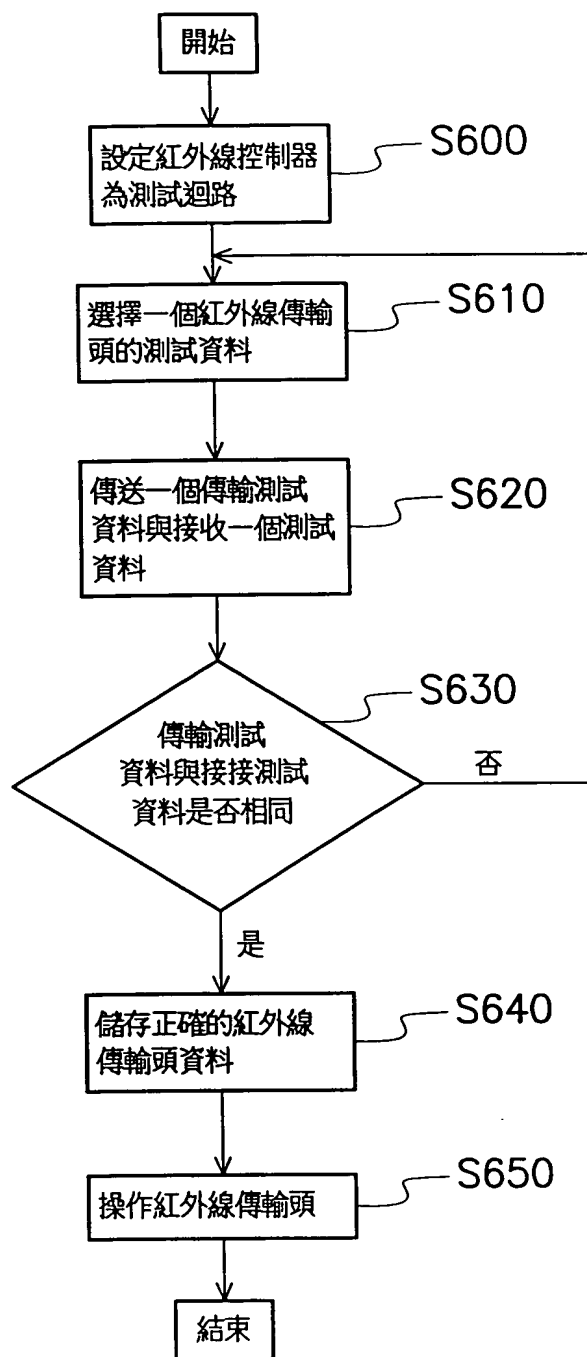 開始
設定紅外線控制器
為測試迴路
S600
選擇一個紅外線傳輸
頭的測試資料
S610
傳送一個傳輸測試
資料與接收一個測試
資料
S620
傳輸測試
資料與接接測試
資料是否相同
S630
否
是
儲存正確的紅外線
傳輸頭資料
S640
操作紅外線傳輸頭
S650
結束